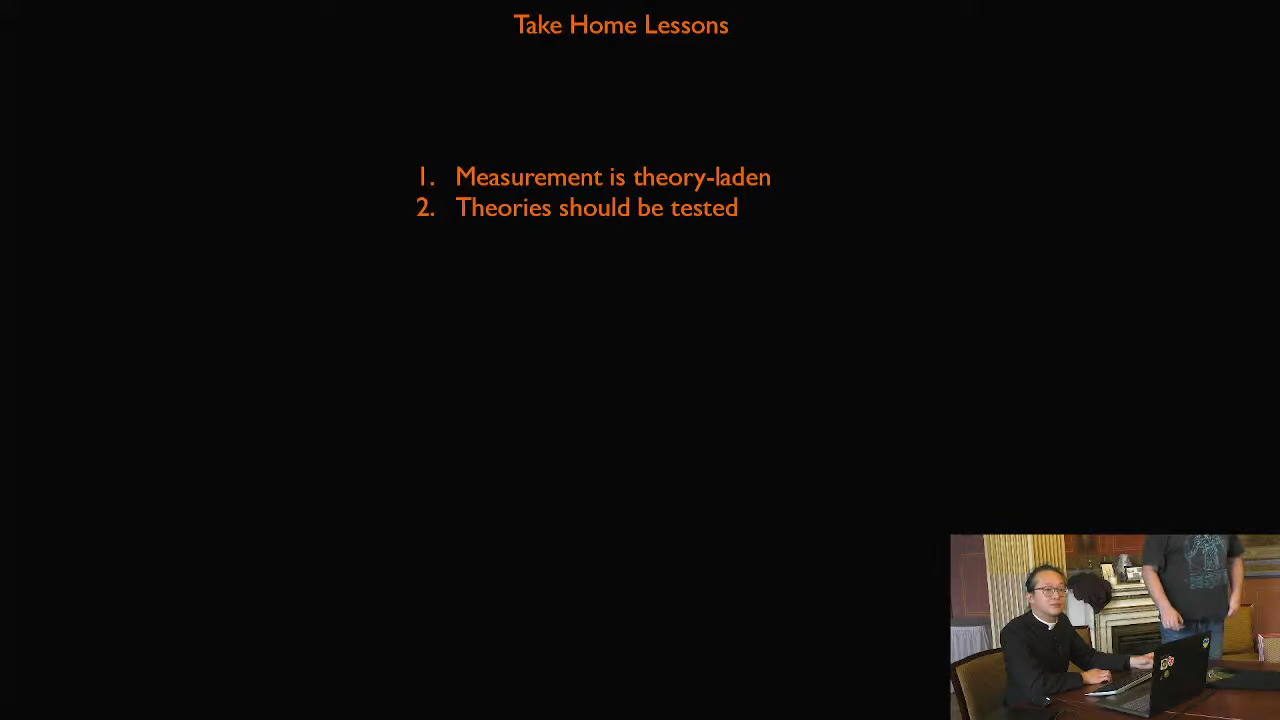 Take Home Lessons
1. Measurement is theory-laden
2. Theories should be tested